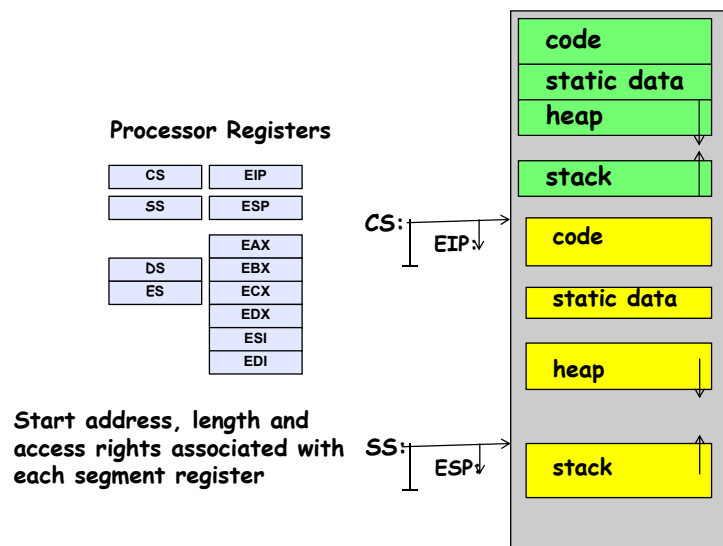 code
static data
heap
stack
Processor Registers
CS EIP
SS ESP
EAX
DS EBX
ES ECX
EDX
ESI
EDI
CS:
EIP:
code
static data
heap
Start address, length and
access rights associated with
each segment register
SS:
ESP:
stack